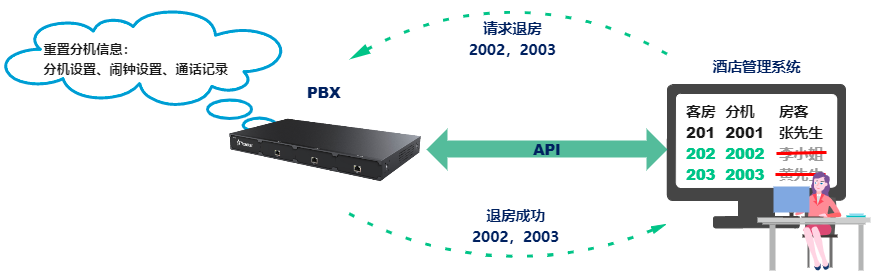 重置分机信息：
分机设置、闹钟设置、通话记录
请求退房
2002，2003
PBX
API
退房成功
2002，2003
酒店管理系统
客房 分机 房客
201 2001 张先生
202 2002 李小姐
203 2003 黄先生